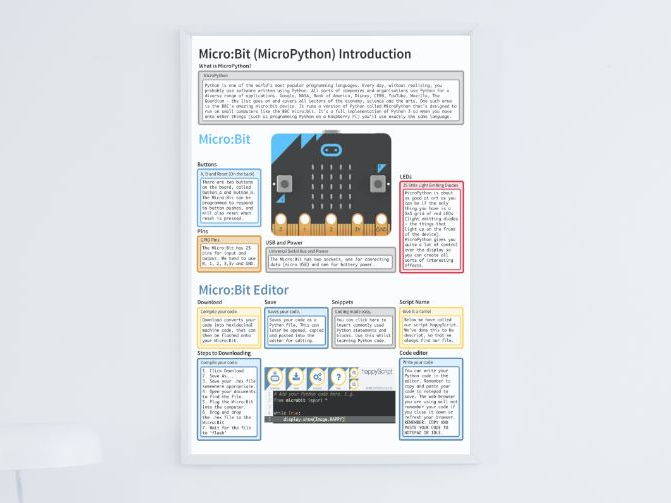 Micro:Bit (MicroPython) Introduction
What is MicroPython?
MicroPython
Python is one of the world's most popular programming languages. Every day, without realising, you
probably use software written using Python. All sorts of companies and organisations use Python for a
diverse range of applications. Google, NASA, Bank of America, Disney, CERN, YouTube, Mozilla, The
Guardian - the list goes on and covers all sectors of the economy, science and the arts. One such area
is the BBC's amazing micro:bit device. It runs a version of Python called MicroPython that's designed to
run on small computers like the BBC micro:bit. It's a full implementation of Python 3 so when you move
onto other things (such as programming Python on a Raspberry Pi) you'll use exactly the same language.
Micro:Bit
Buttons
A, B and Reset (On the back)
There are two buttons
on the board, called
button_a and button_b.
The Micro:Bit can be
programmed to respond
to button pushes, and
will also reset when
reset is pressed.
Pins
GPIO Pins
The Micro:Bit has 25
pins for input and
output. We tend to use
0, 1, 2, 3.3v and GND.
0
1
2
3V
GND
USB and Power
Universal Serial Bus and Power
The Micro:Bit has two sockets, one for connecting
data (micro USB) and one for battery power.
LEDs
25 little Light Emitting Diodes
MicroPython is about
as good at art as you
can be if the only
thing you have is a
5x5 grid of red LEDs
(light emitting diodes
- the things that
light up on the front
of the device).
MicroPython gives you
quite a lot of control
over the display so
you can create all
sorts of interesting
effects.
Micro:Bit Editor
Download
Compile your code.
Download converts your
code into hexidecimal
machine code, that can
then be flashed onto
your MicroBit.
Save
Saves your code.
Saves your code as a
Python file. This can
later be opened, copied
and pasted into the
editor for editing.
Snippets
Coding made easy.
You can click here to
insert commonly used
Python statements and
blocks. Use this whilst
learning Python code.
Script Name
Give it a name!
Below we have called
our script happyScript.
We've done this to be
descript, so that we
always find our file.
Steps to Downloading
Compile your code.
1. Click Download
2. Save As...
3. Save your .hex file
somewhere appropriate.
4. Open your documents
to find the file.
5. Plug the Micro:Bit
into the computer.
6. Drag and drop
the .hex file to the
Micro:Bit
7. Wait for the file
to 'flash'
happyScript
# Add your Python code here. E.g.
from microbit import *
while True:
display.show(Image.HAPPY)
Code editor
Write your code
You can write your
Python code in the
editor. Remember to
copy and paste your
code in notepad to
save. The web browser
you are using will not
remember your code if
you close it down or
refresh your browser.
REMEMBER, COPY AND
PASTE YOUR CODE TO
NOTEPAD OR IDLE.